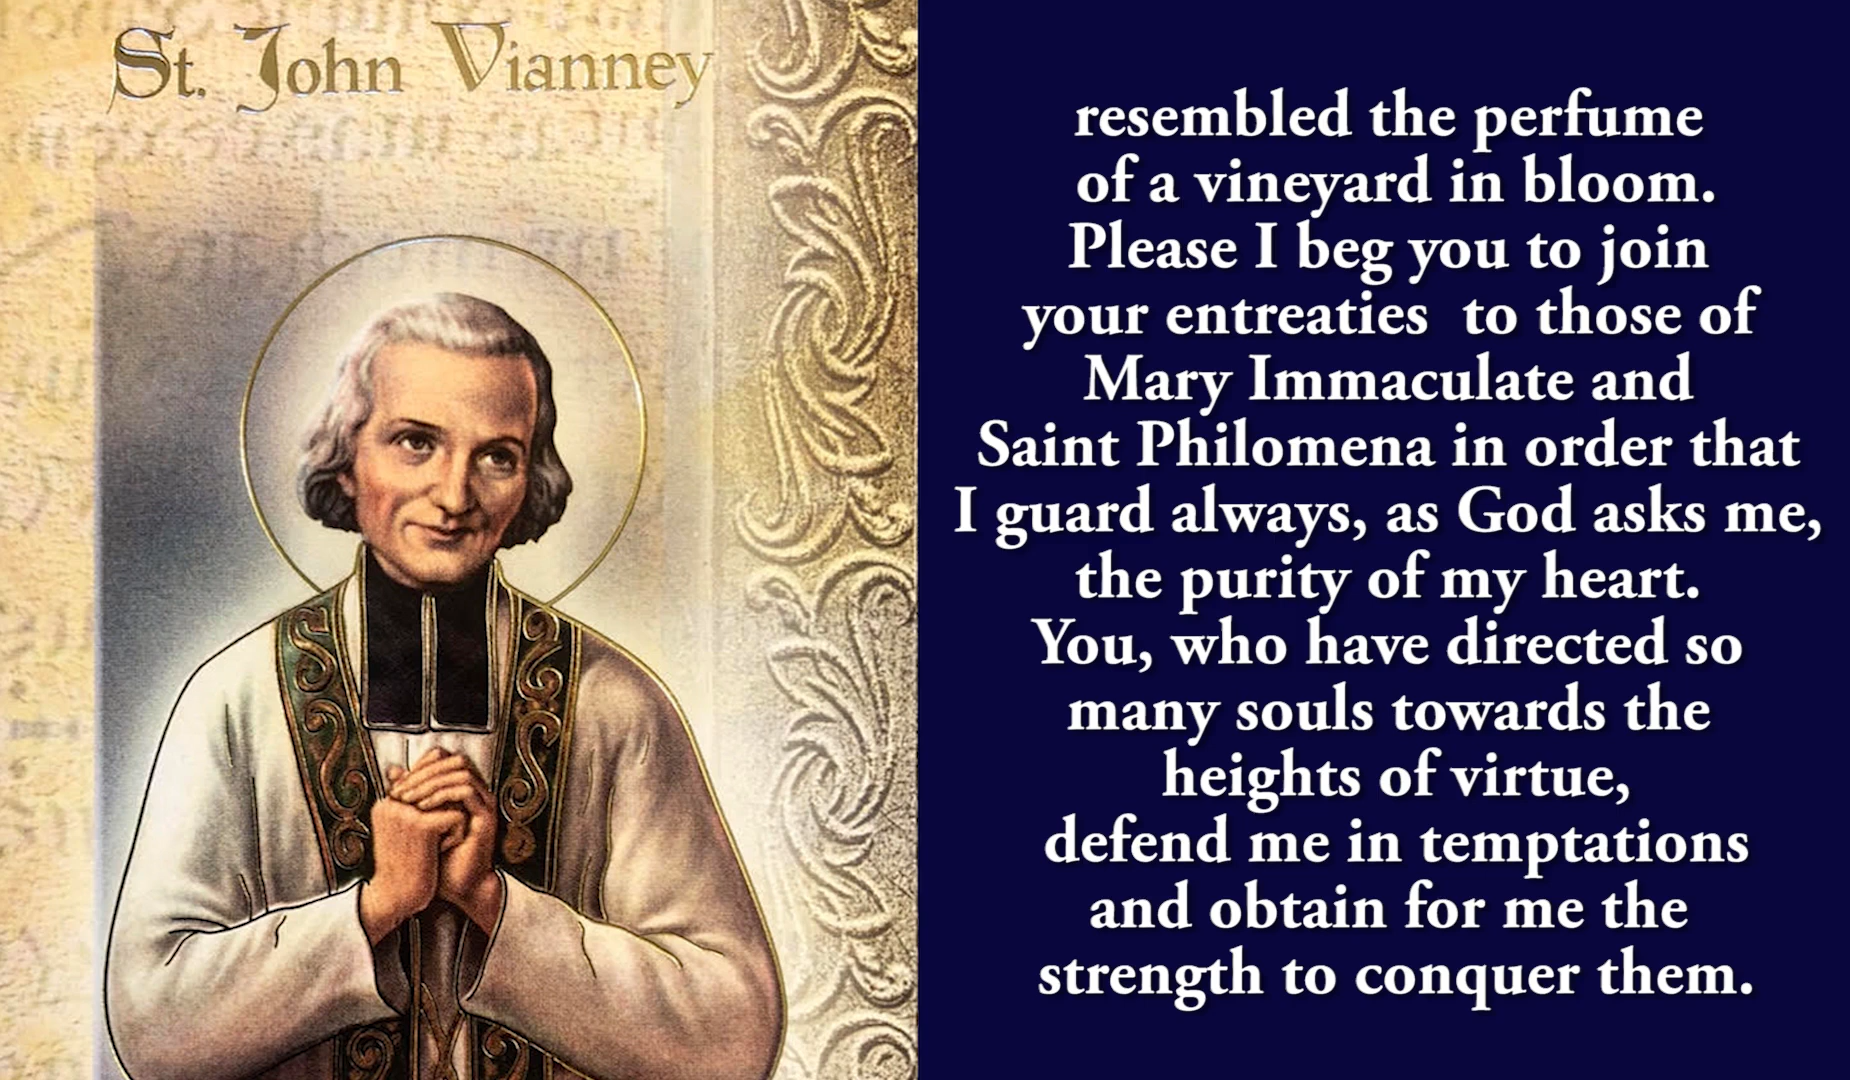 St. John Vianney
resembled the perfume
of a vineyard in bloom.
Please I beg you to join
your entreaties  to those of
Mary Immaculate and
Saint Philomena in order that
I guard always, as God asks me,
the purity of my heart.
You, who have directed so
many souls towards the
heights of virtue,
defend me in temptations
and obtain for me the
strength to conquer them.